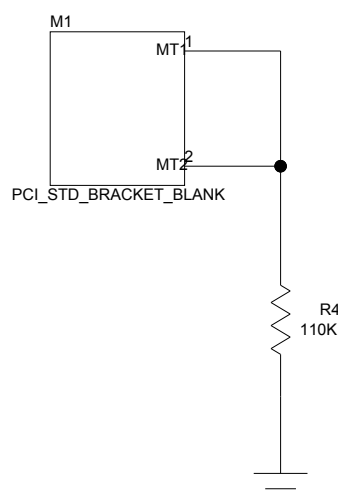 M1
MT1 1
MT2 2
PCI_STD_BRACKET_BLANK
R4
110K